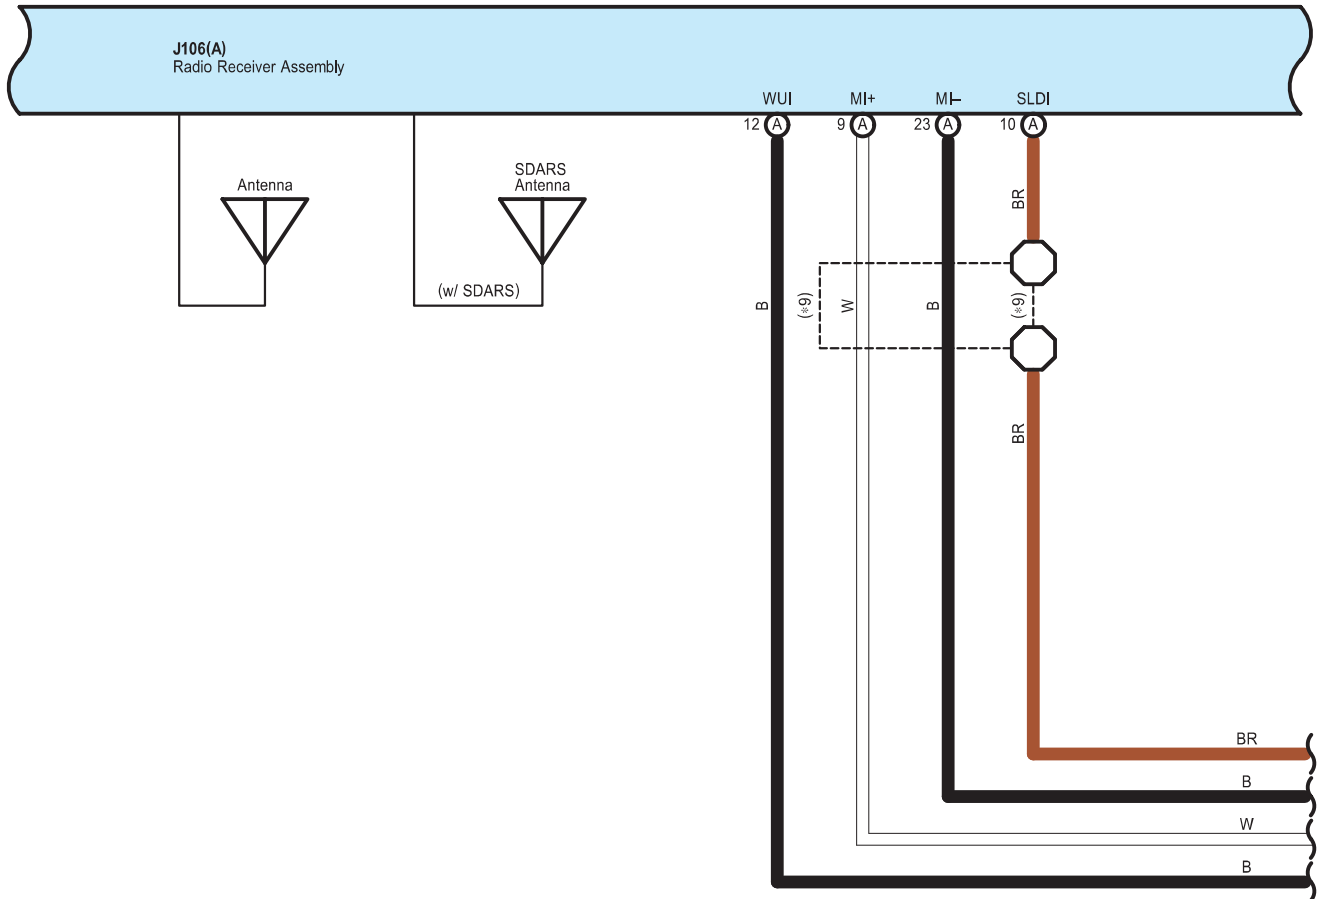 J106(A)
Radio Receiver Assembly
WUI
MI+
MI–
SLDI
12 A
9 A
23 A
10 A
Antenna
SDARS
Antenna
(w/ SDARS)
BR
B
(*9)
W
B
(*9)
BR
BR
B
W
B